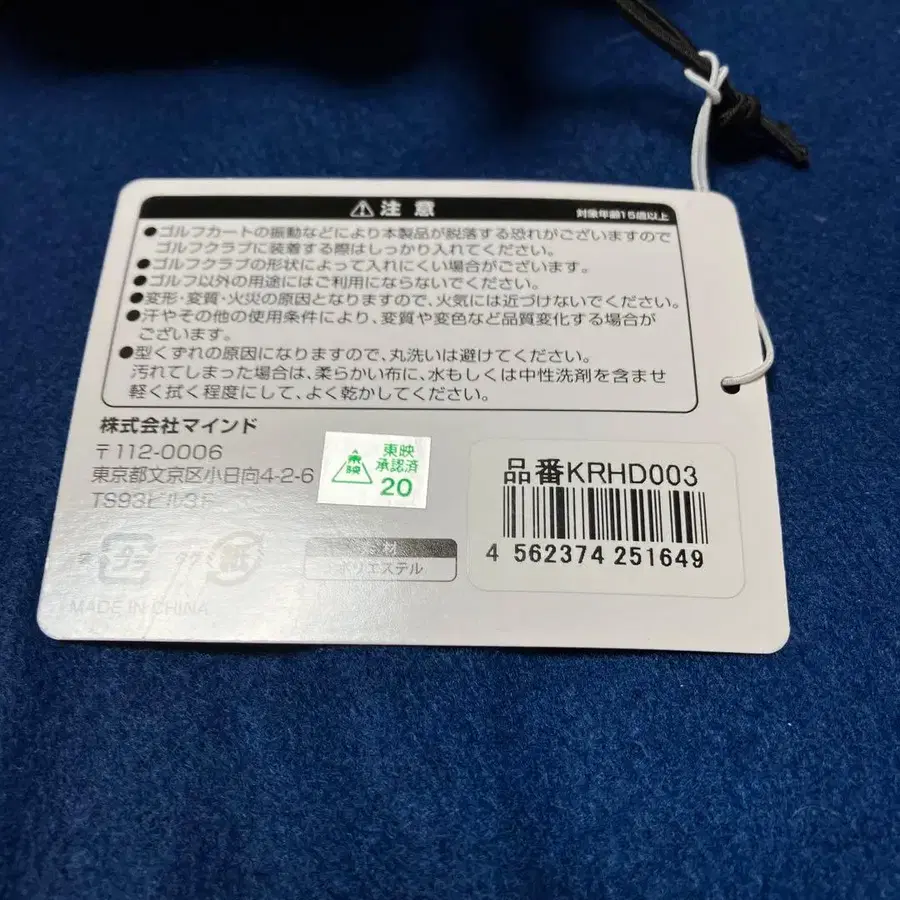 ⚠注意
対象年齢15歳以上
●ゴルフカートの振動などにより本製品が脱落する恐れがございますので
ゴルフクラブに装着する際はしっかり入れてください。
●ゴルフクラブの形状によって入れにくい場合がございます。
●ゴルフ以外の用途にはご利用にならないでください。
●変形・変質・火災の原因となりますので、火気には近づけないでください。
●汗やその他の使用条件により、変質や変色など品質変化する場合が
ございます。
●型くずれの原因になりますので、丸洗いは避けてください。
汚れてしまった場合は、柔らかい布に、水もしくは中性洗剤を含ませ
軽く拭く程度にして、よく乾かしてください。
株式会社マインド
〒112-0006
東京都文京区小日向4-2-6
TS93ビル3F
東映
東映
承認済
20
品番KRHD003
4 562374 251649
タグ
紙
材
ポリエステル
MADE IN CHINA